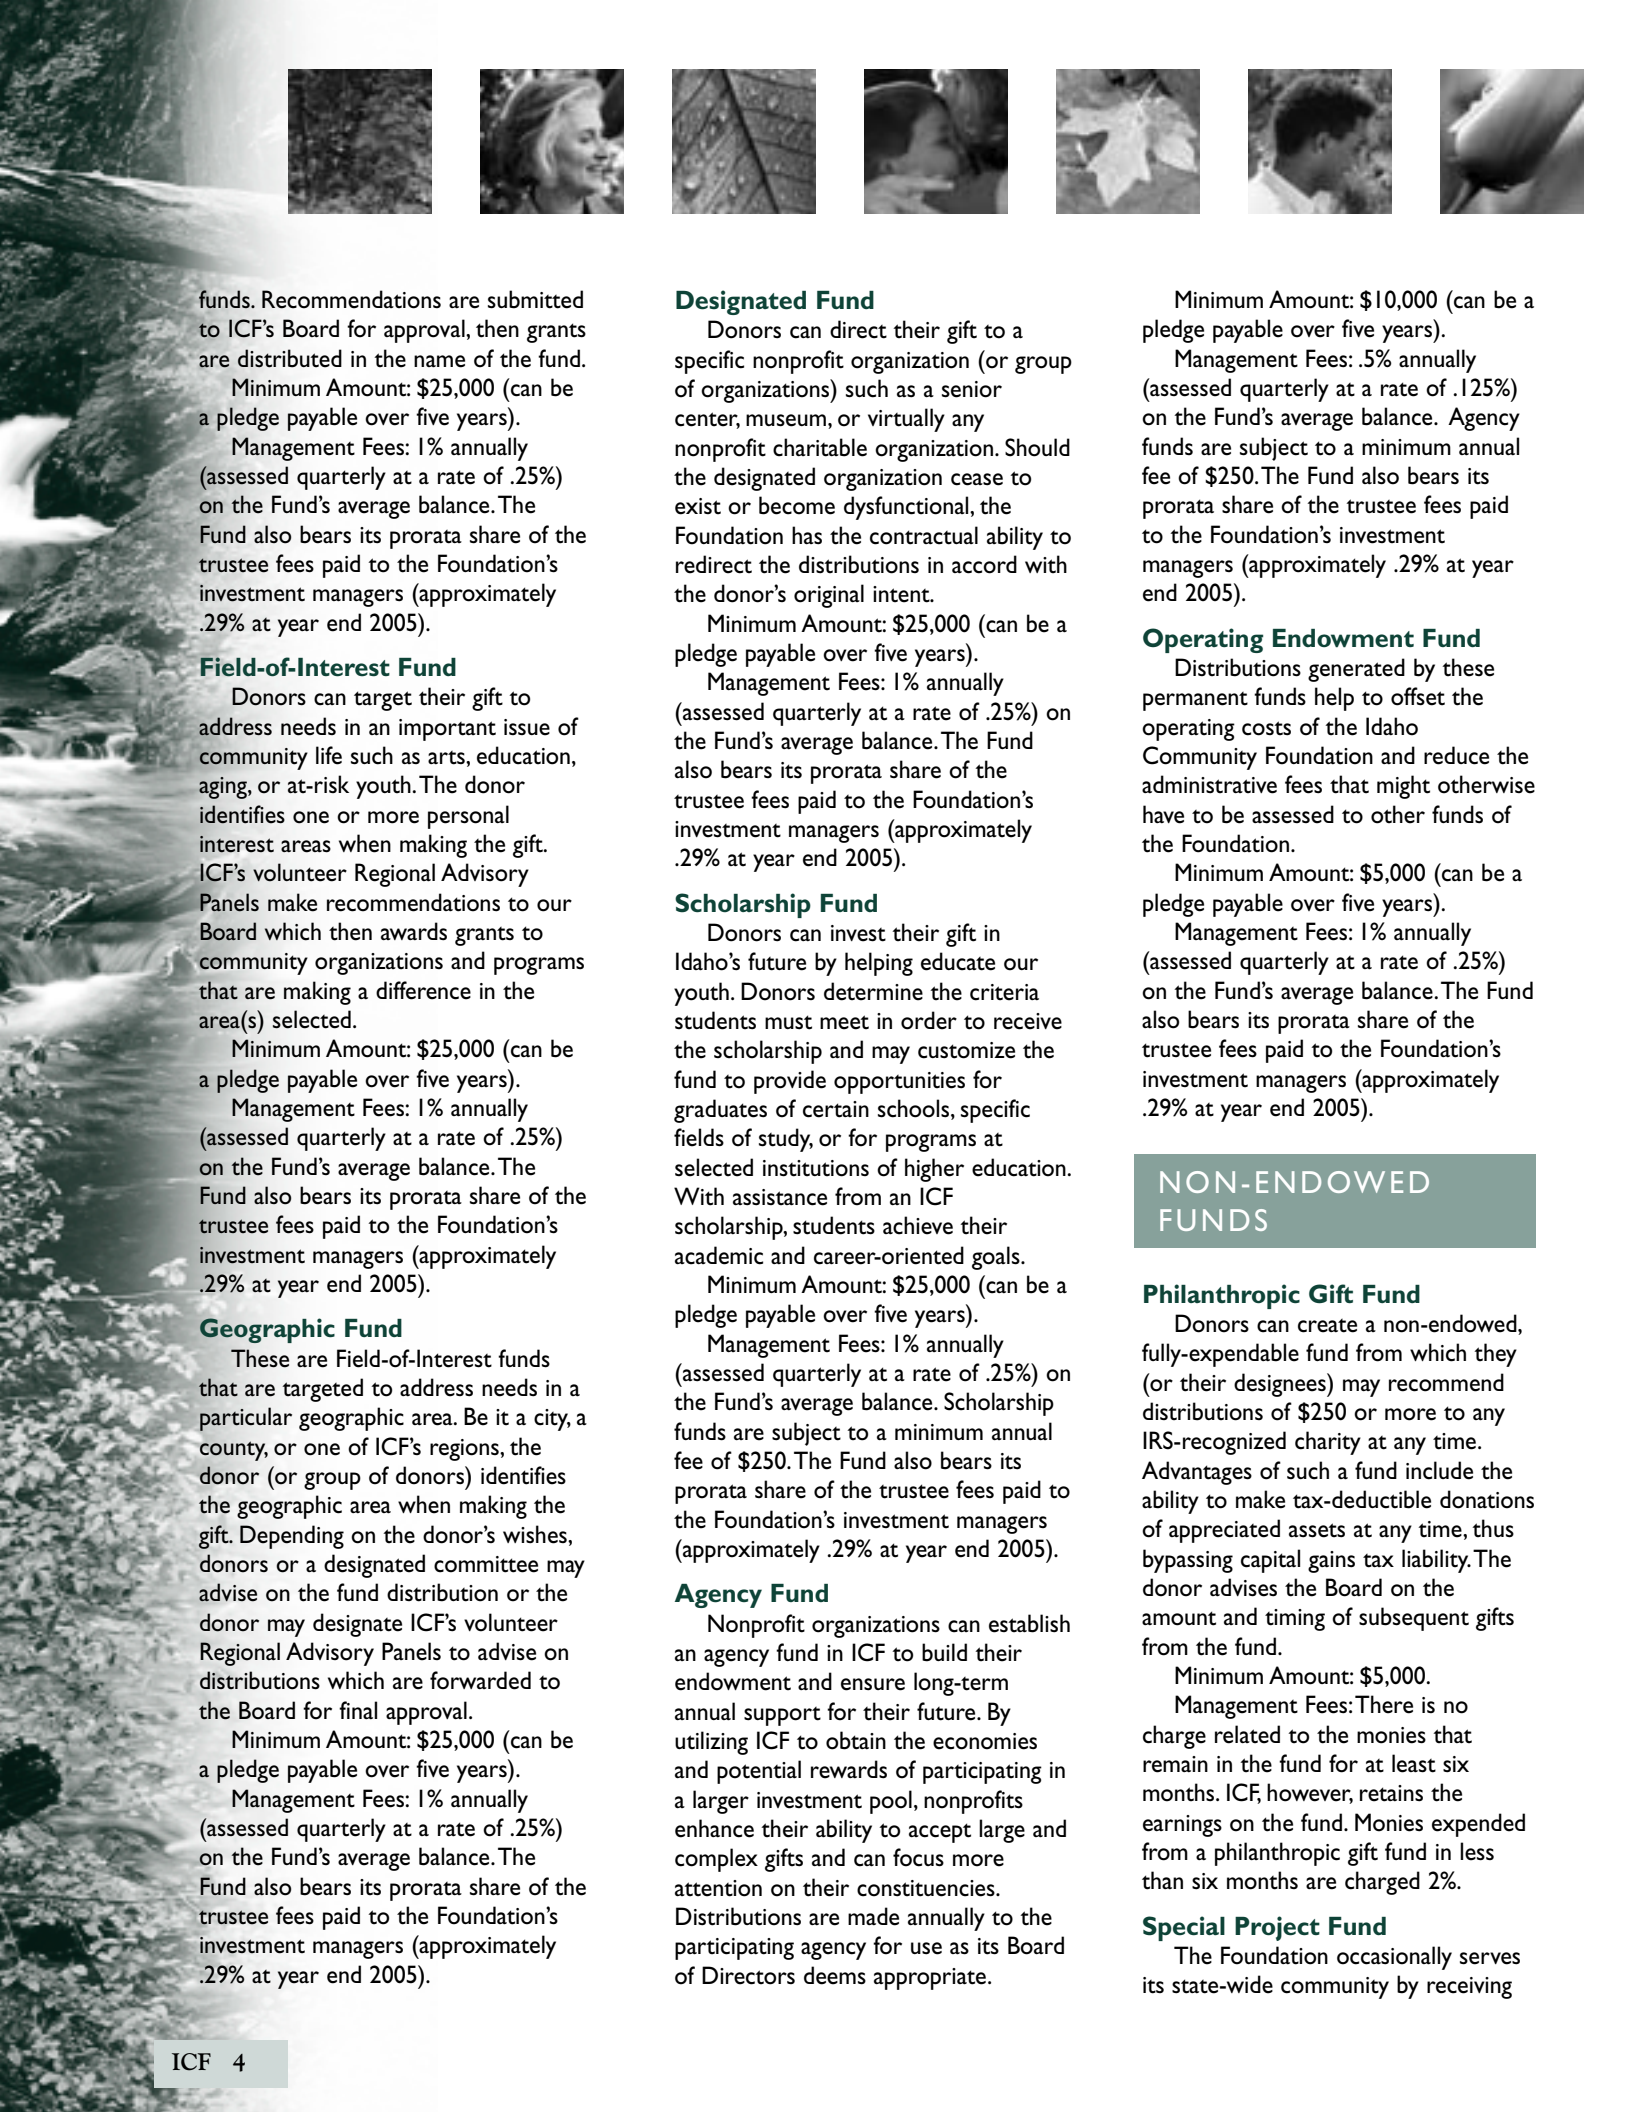 funds. Recommendations are submitted
to ICF's Board for approval, then grants
are distributed in the name of the fund.
Minimum Amount: $25,000 (can be
a pledge payable over five years).
Management Fees: 1% annually
(assessed quarterly at a rate of .25%)
on the Fund's average balance. The
Fund also bears its prorata share of the
trustee fees paid to the Foundation's
investment managers (approximately
.29% at year end 2005).
Field-of-Interest Fund
Donors can target their gift to
address needs in an important issue of
community life such as arts, education,
aging, or at-risk youth. The donor
identifies one or more personal
interest areas when making the gift.
ICF's volunteer Regional Advisory
Panels make recommendations to our
Board which then awards grants to
community organizations and programs
that are making a difference in the
area(s) selected.
Minimum Amount: $25,000 (can be
a pledge payable over five years).
Management Fees: 1% annually
(assessed quarterly at a rate of .25%)
on the Fund's average balance. The
Fund also bears its prorata share of the
trustee fees paid to the Foundation's
investment managers (approximately
.29% at year end 2005).
Geographic Fund
These are Field-of-Interest funds
that are targeted to address needs in a
particular geographic area. Be it a city, a
county, or one of ICF's regions, the
donor (or group of donors) identifies
the geographic area when making the
gift. Depending on the donor's wishes,
donors or a designated committee may
advise on the fund distribution or the
donor may designate ICF's volunteer
Regional Advisory Panels to advise on
distributions which are forwarded to
the Board for final approval.
Minimum Amount: $25,000 (can be
a pledge payable over five years).
Management Fees: 1% annually
(assessed quarterly at a rate of .25%)
on the Fund's average balance. The
Fund also bears its prorata share of the
trustee fees paid to the Foundation's
investment managers (approximately
.29% at year end 2005).
Designated Fund
Donors can direct their gift to a
specific nonprofit organization (or group
of organizations) such as a senior
center, museum, or virtually any
nonprofit charitable organization. Should
the designated organization cease to
exist or become dysfunctional, the
Foundation has the contractual ability to
redirect the distributions in accord with
the donor's original intent.
Minimum Amount: $25,000 (can be a
pledge payable over five years).
Management Fees: 1% annually
(assessed quarterly at a rate of .25%) on
the Fund's average balance. The Fund
also bears its prorata share of the
trustee fees paid to the Foundation's
investment managers (approximately
.29% at year end 2005).
Scholarship Fund
Donors can invest their gift in
Idaho's future by helping educate our
youth. Donors determine the criteria
students must meet in order to receive
the scholarship and may customize the
fund to provide opportunities for
graduates of certain schools, specific
fields of study, or for programs at
selected institutions of higher education.
With assistance from an ICF
scholarship, students achieve their
academic and career-oriented goals.
Minimum Amount: $25,000 (can be a
pledge payable over five years).
Management Fees: 1% annually
(assessed quarterly at a rate of .25%) on
the Fund's average balance. Scholarship
funds are subject to a minimum annual
fee of $250. The Fund also bears its
prorata share of the trustee fees paid to
the Foundation's investment managers
(approximately .29% at year end 2005).
Agency Fund
Nonprofit organizations can establish
an agency fund in ICF to build their
endowment and ensure long-term
annual support for their future. By
utilizing ICF to obtain the economies
and potential rewards of participating in
a larger investment pool, nonprofits
enhance their ability to accept large and
complex gifts and can focus more
attention on their constituencies.
Distributions are made annually to the
participating agency for use as its Board
of Directors deems appropriate.
Minimum Amount: $10,000 (can be a
pledge payable over five years).
Management Fees: .5% annually
(assessed quarterly at a rate of .125%)
on the Fund's average balance. Agency
funds are subject to a minimum annual
fee of $250. The Fund also bears its
prorata share of the trustee fees paid
to the Foundation's investment
managers (approximately .29% at year
end 2005).
Operating Endowment Fund
Distributions generated by these
permanent funds help to offset the
operating costs of the Idaho
Community Foundation and reduce the
administrative fees that might otherwise
have to be assessed to other funds of
the Foundation.
Minimum Amount: $5,000 (can be a
pledge payable over five years).
Management Fees: 1% annually
(assessed quarterly at a rate of .25%)
on the Fund's average balance. The Fund
also bears its prorata share of the
trustee fees paid to the Foundation's
investment managers (approximately
.29% at year end 2005).
NON-ENDOWED
FUNDS
Philanthropic Gift Fund
Donors can create a non-endowed,
fully-expendable fund from which they
(or their designees) may recommend
distributions of $250 or more to any
IRS-recognized charity at any time.
Advantages of such a fund include the
ability to make tax-deductible donations
of appreciated assets at any time, thus
bypassing capital gains tax liability. The
donor advises the Board on the
amount and timing of subsequent gifts
from the fund.
Minimum Amount: $5,000.
Management Fees: There is no
charge related to the monies that
remain in the fund for at least six
months. ICF, however, retains the
earnings on the fund. Monies expended
from a philanthropic gift fund in less
than six months are charged 2%.
Special Project Fund
The Foundation occasionally serves
its state-wide community by receiving
ICF 4